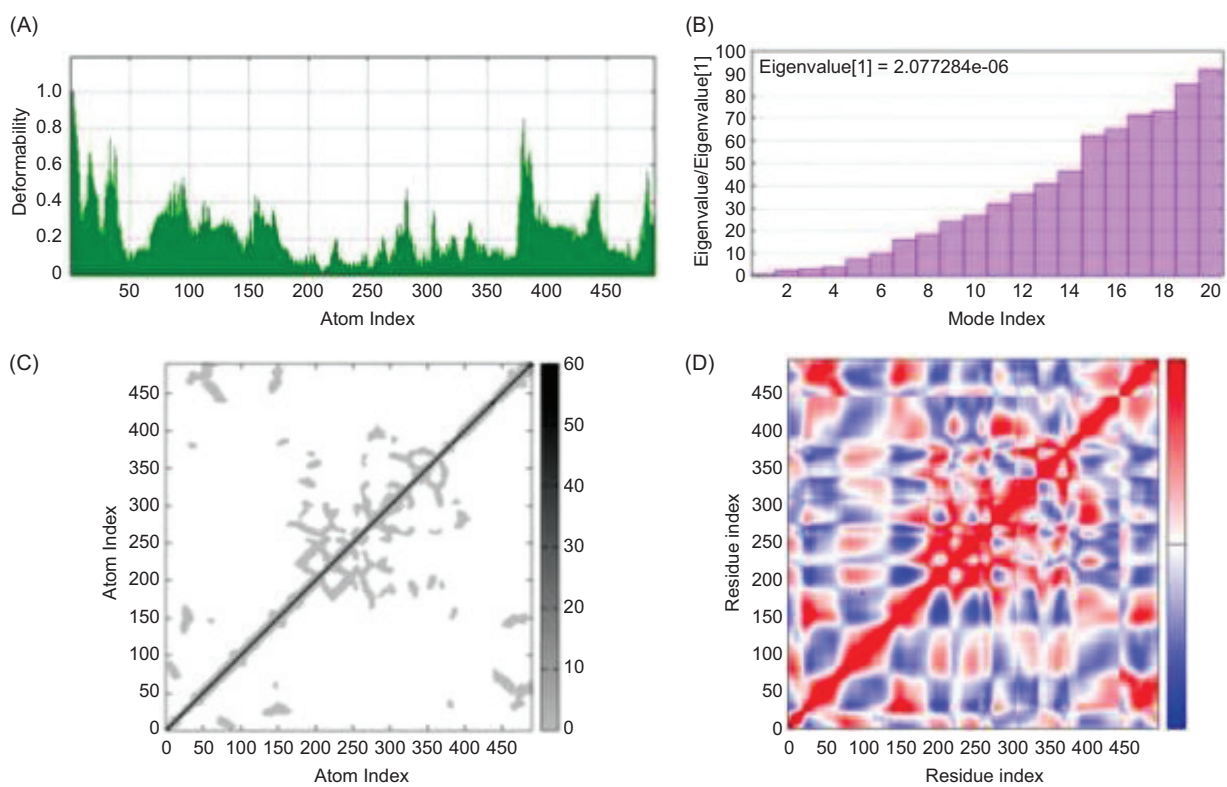 (A)
Deformability
1.0
0.8
0.6
0.4
0.2
0
50 100 150 200 250 300 350 400 450
Atom Index
(B)
Eigenvalue/Eigenvalue[1]
Eigenvalue[1] = 2.077284e-06
100
90
80
70
60
50
40
30
20
10
0
2 4 6 8 10 12 14 16 18 20
Mode Index
(C)
Atom Index
450
400
350
300
250
200
150
100
50
0
0 50 100 150 200 250 300 350 400 450
Atom Index
60
50
40
30
20
10
0
(D)
Residue index
450
400
350
300
250
200
150
100
50
0
0 50 100 150 200 250 300 350 400 450
Residue index